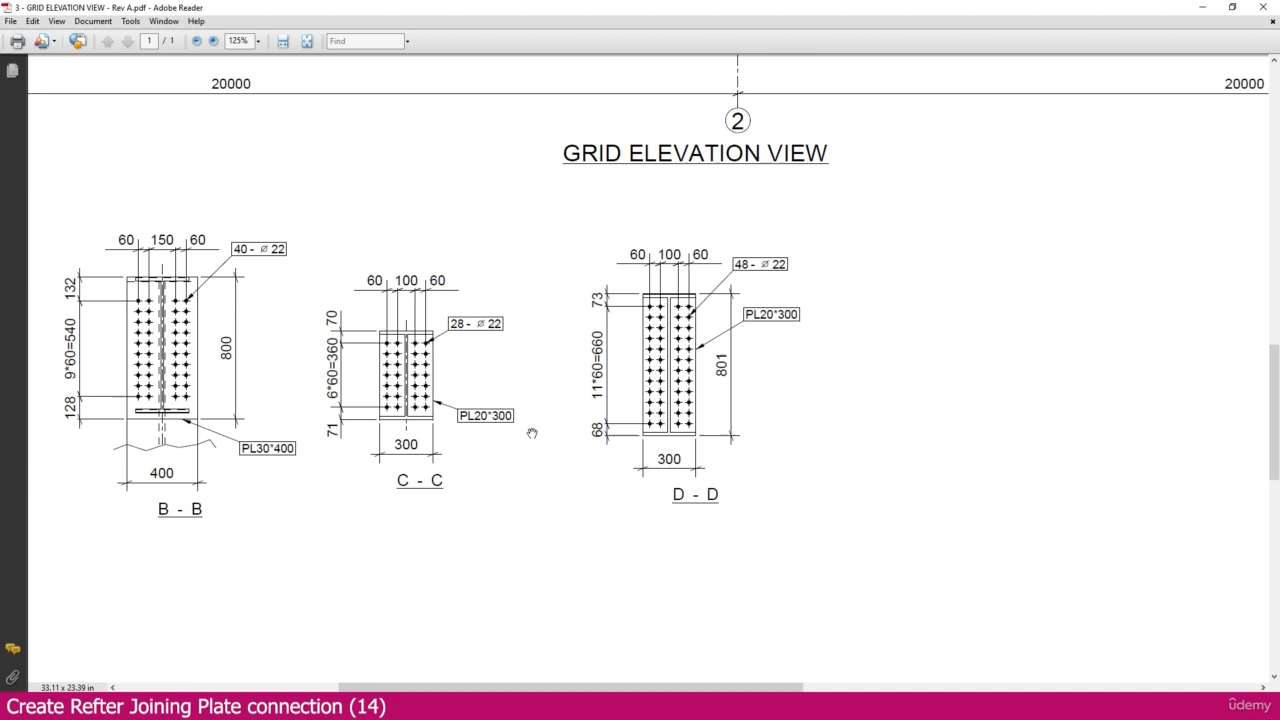 3 - GRID ELEVATION VIEW - Rev A.pdf - Adobe Reader
File Edit View Document Tools Window Help
1 / 1 125% Find
20000 20000
2
GRID ELEVATION VIEW
60 150 60
40 - ⌀ 22
132
9*60=540
128
800
PL30*400
400
B - B
60 100 60
28 - ⌀ 22
70
6*60=360
71
PL20*300
300
C - C
60 100 60
48 - ⌀ 22
73
11*60=660
68
PL20*300
801
300
D - D
33.11 x 23.39 in
Create Refter Joining Plate connection (14)
ûdemy